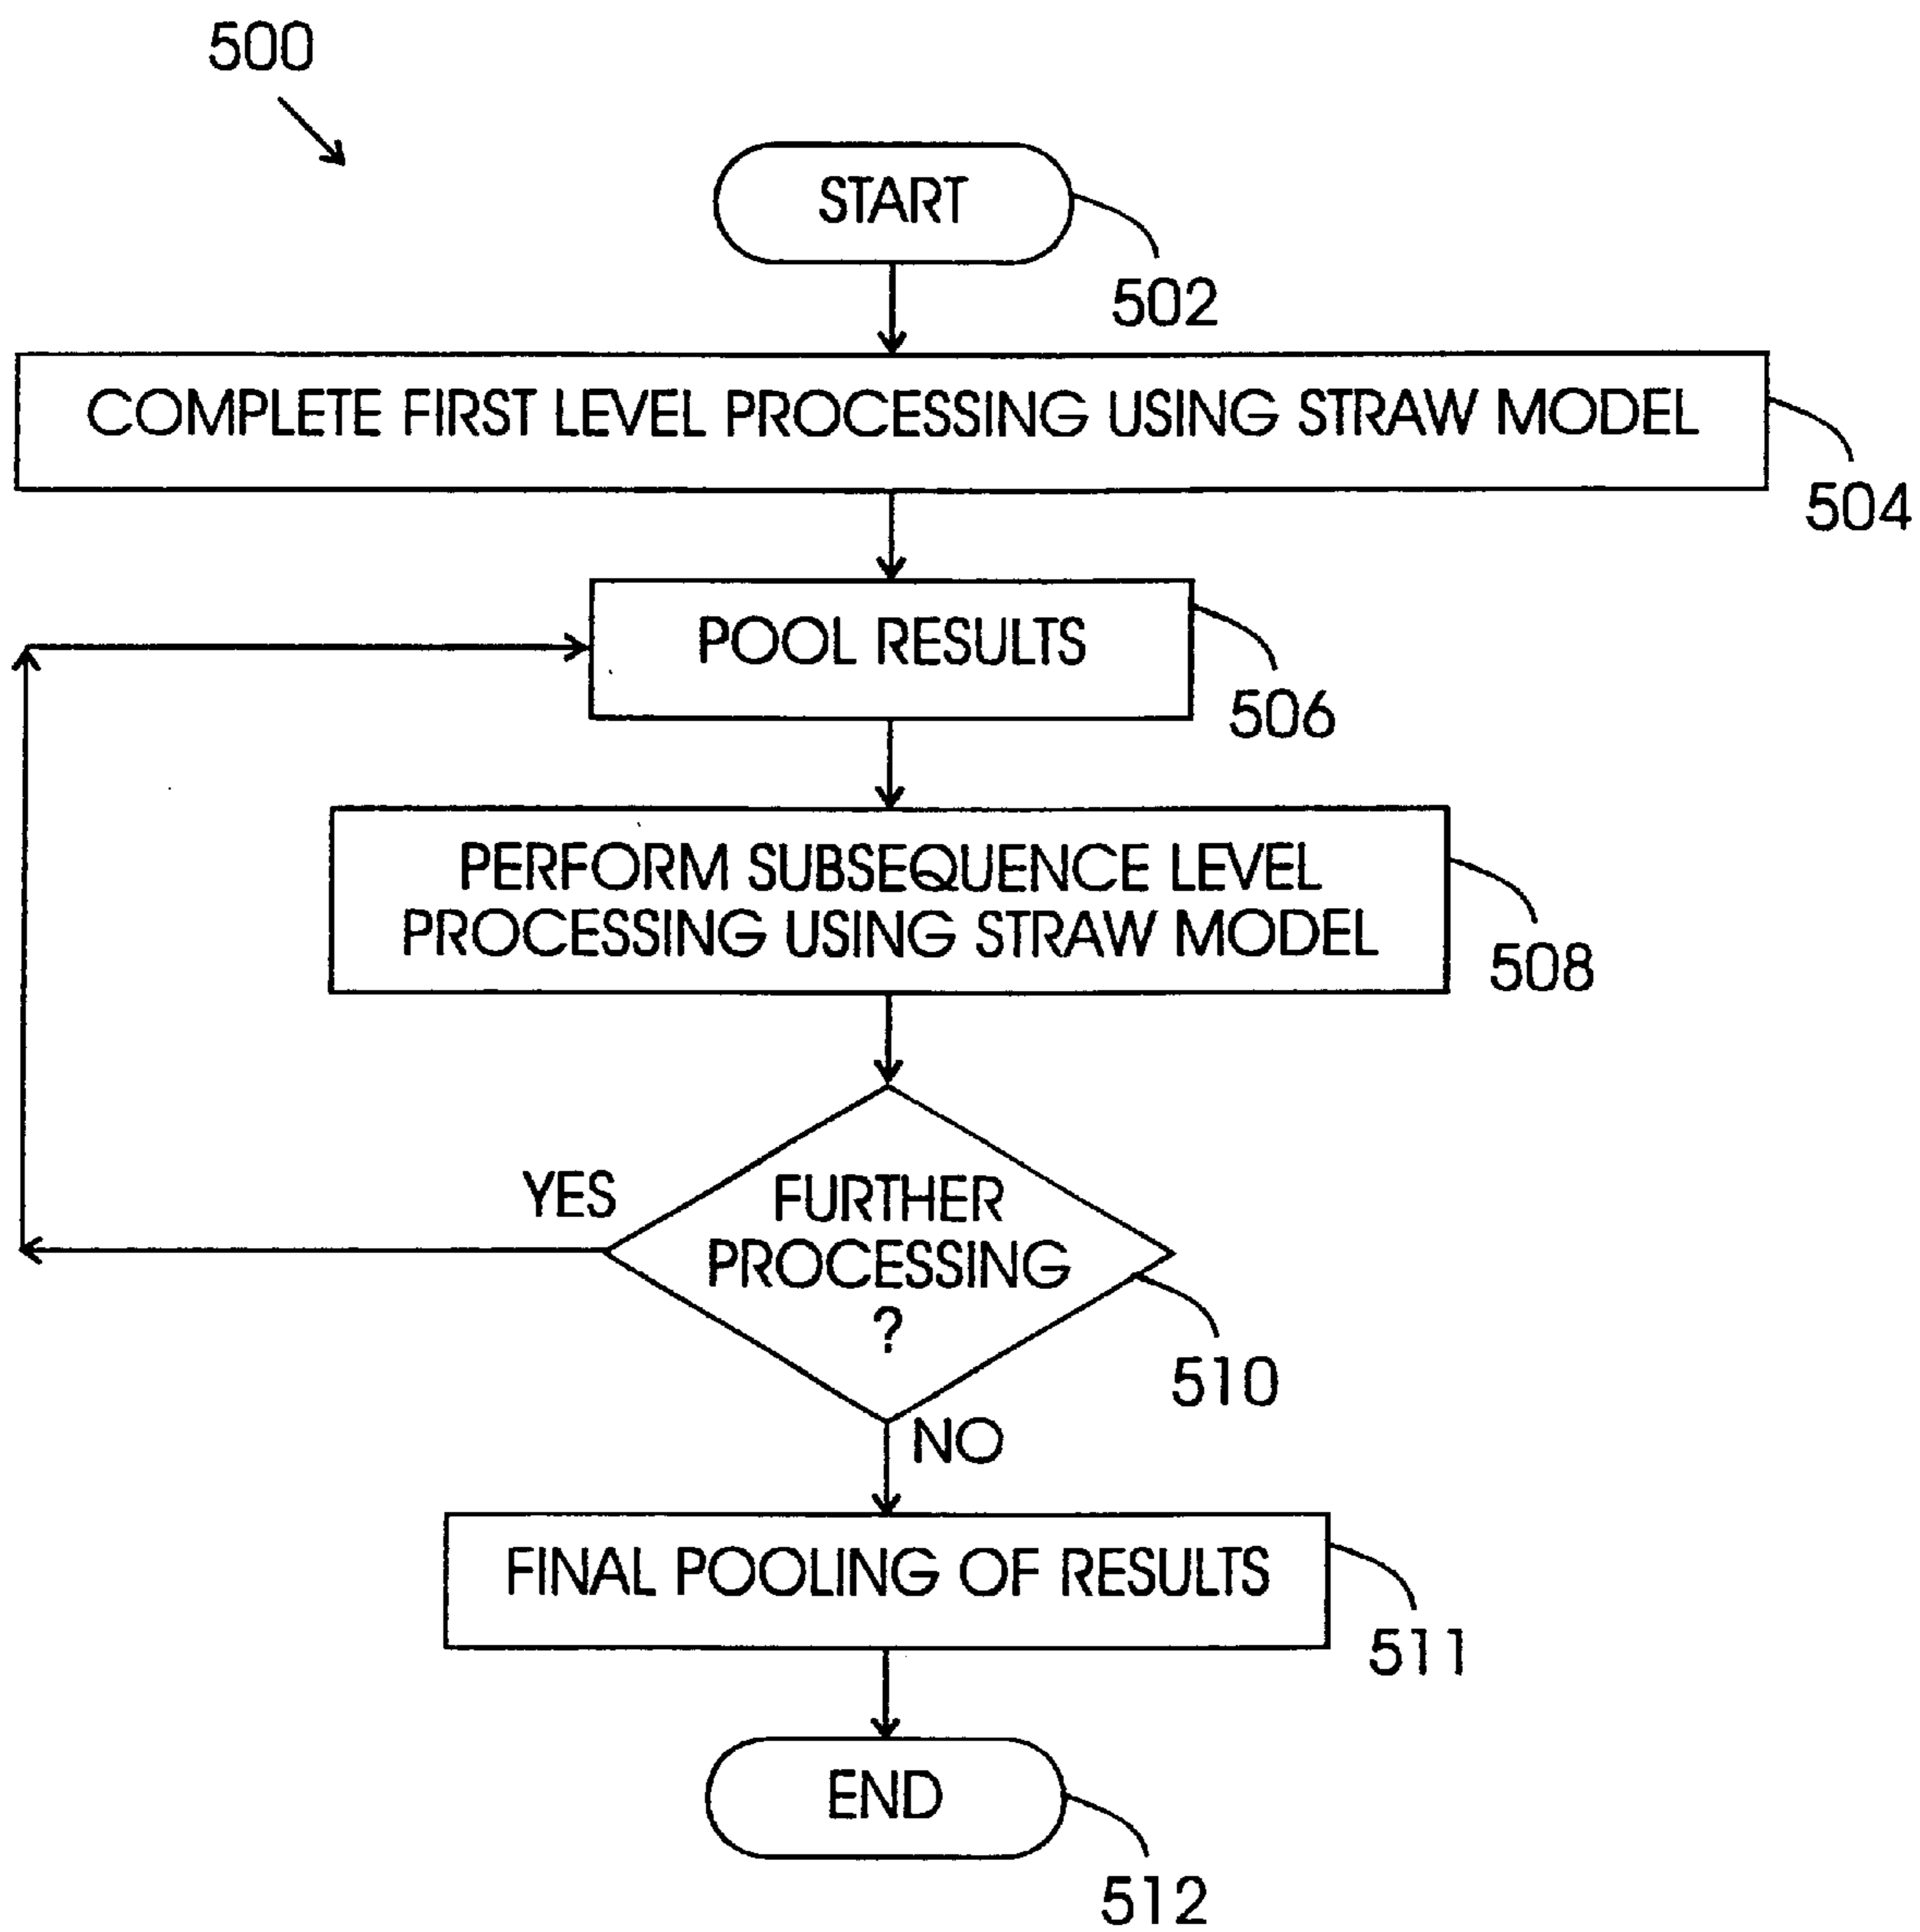 500
START
502
COMPLETE FIRST LEVEL PROCESSING USING STRAW MODEL
504
POOL RESULTS
506
PERFORM SUBSEQUENCE LEVEL
PROCESSING USING STRAW MODEL
508
YES
FURTHER
PROCESSING
?
510
NO
FINAL POOLING OF RESULTS
511
END
512